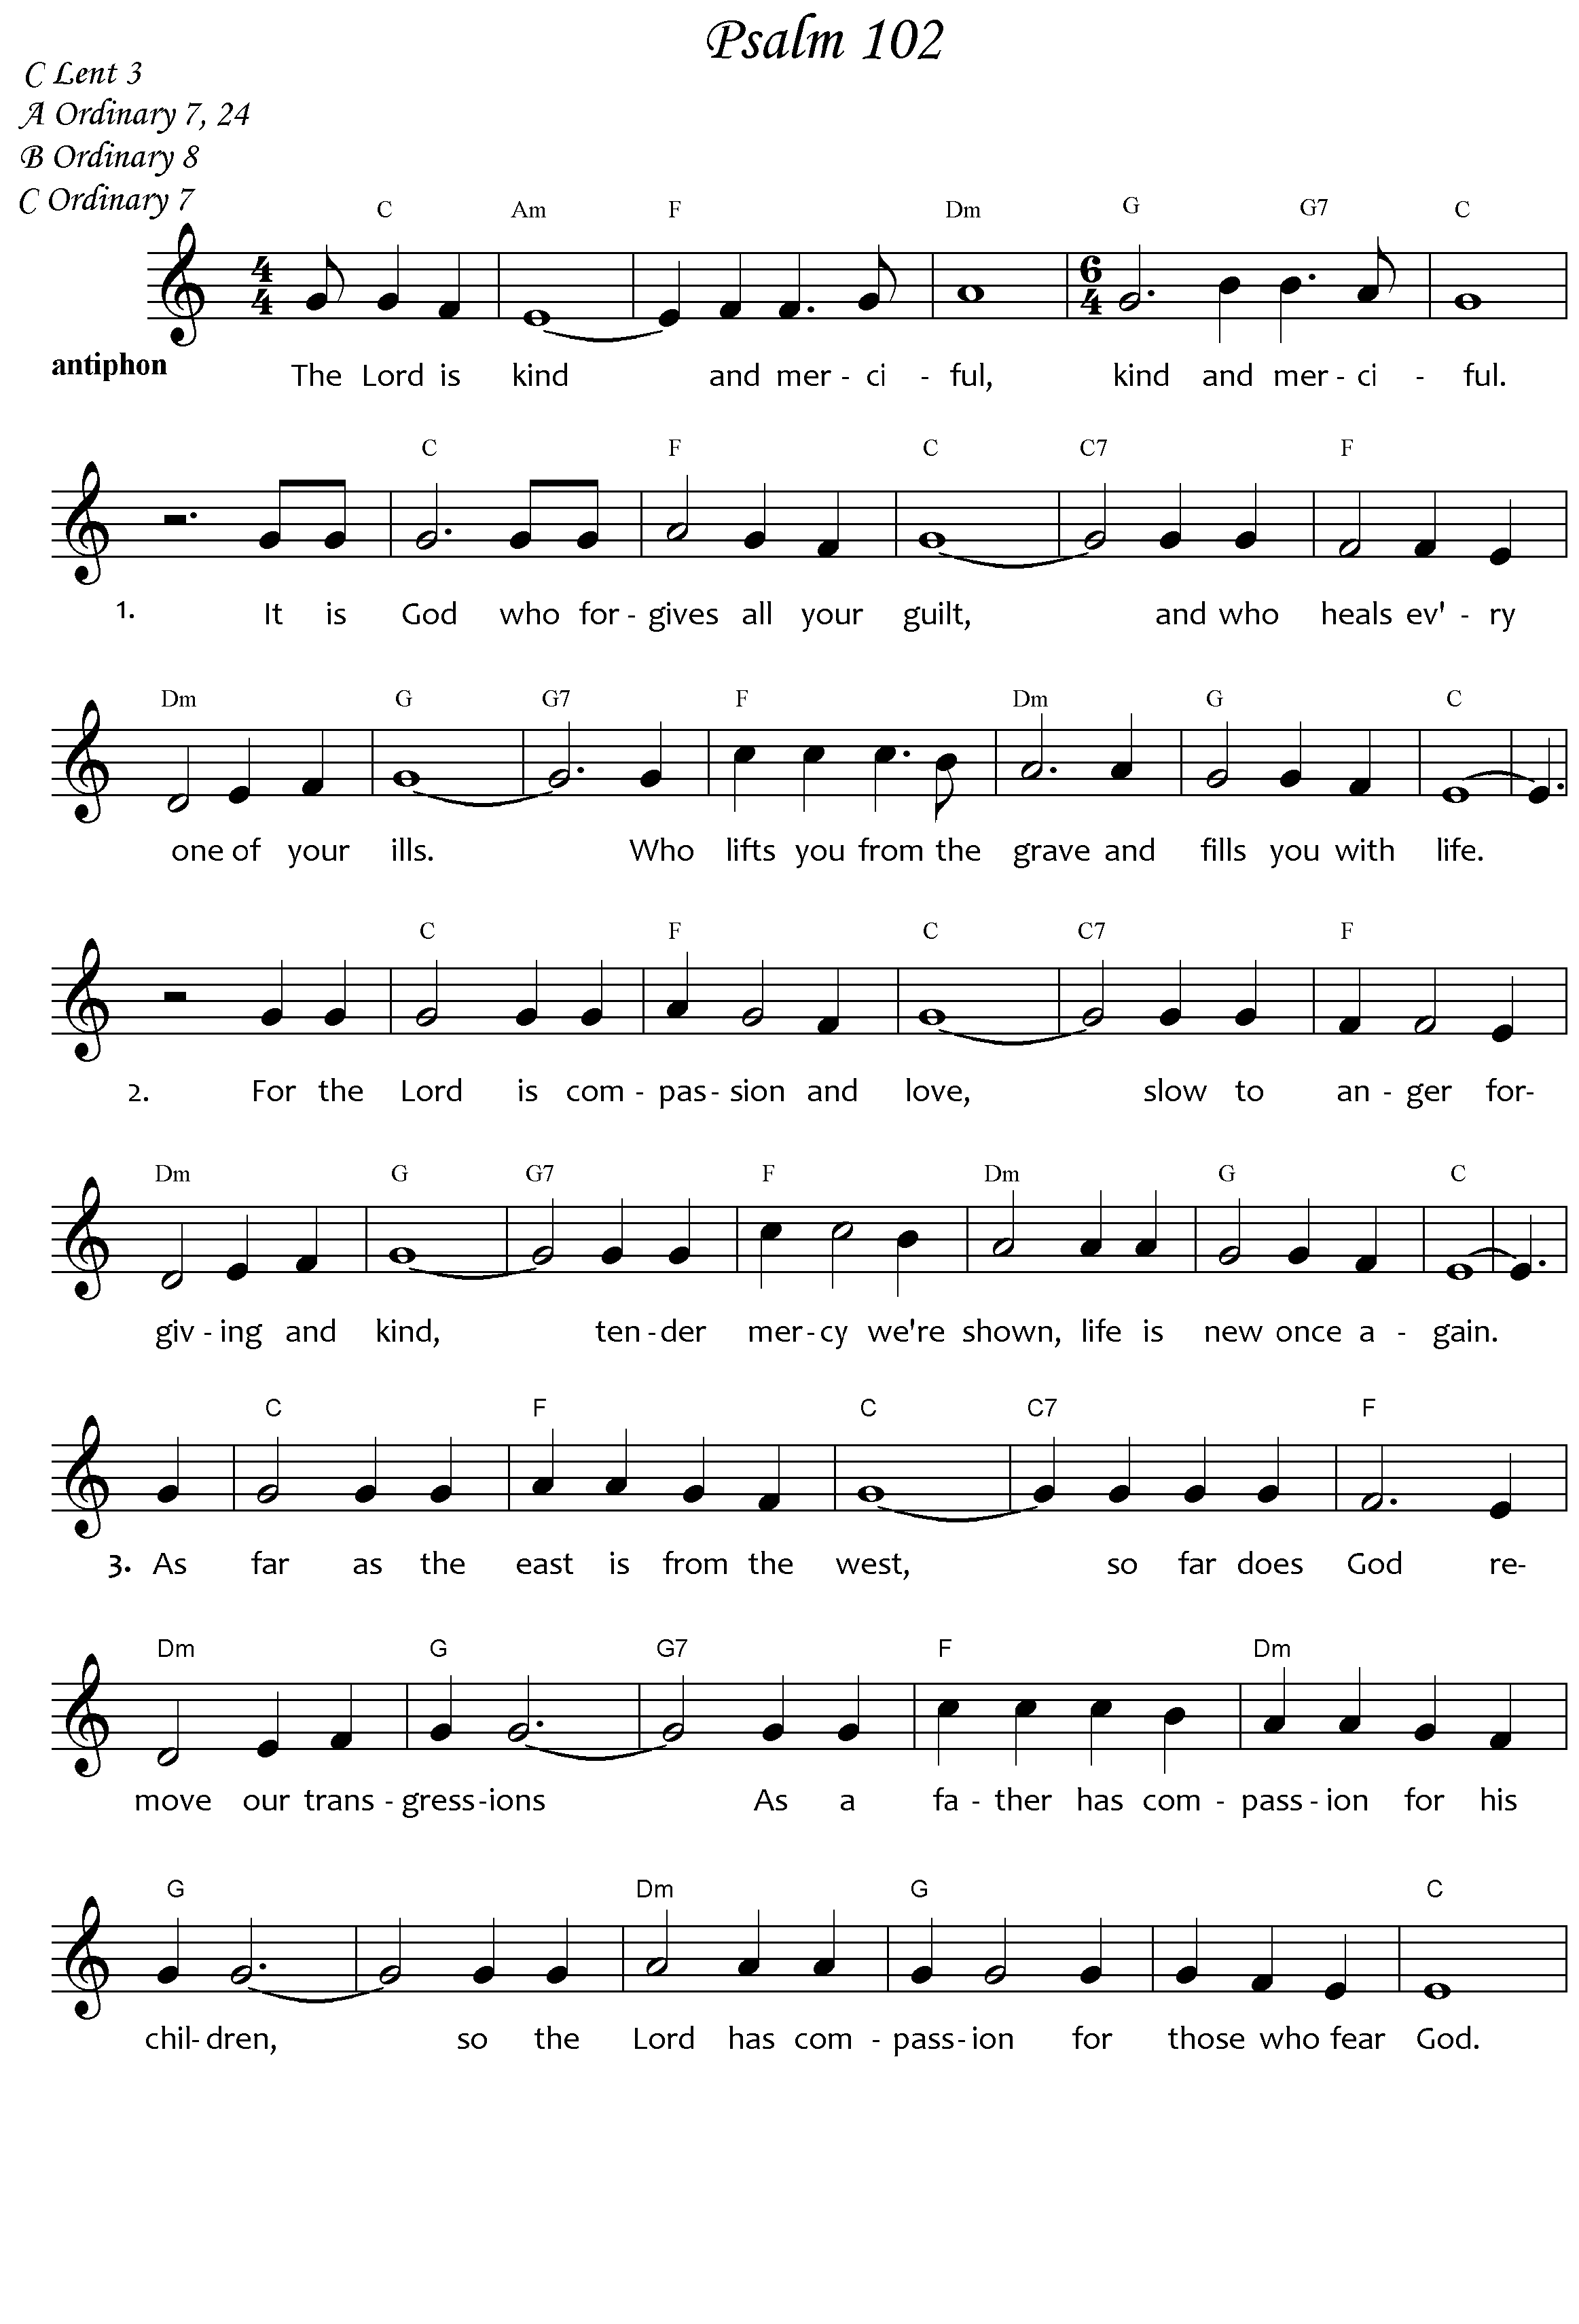 Psalm 102
C Lent 3
A Ordinary 7, 24
B Ordinary 8
C Ordinary 7
C Am F Dm G G7 C
4 4 6 4
antiphon
The Lord is kind and mer - ci - ful, kind and mer - ci - ful.
C F C C7 F
1. It is God who for - gives all your guilt, and who heals ev' - ry
Dm G G7 F Dm G C
one of your ills. Who lifts you from the grave and fills you with life.
C F C C7 F
2. For the Lord is com - pas - sion and love, slow to an - ger for-
Dm G G7 F Dm G C
giv - ing and kind, ten - der mer - cy we're shown, life is new once a - gain.
C F C C7 F
3. As far as the east is from the west, so far does God re-
Dm G G7 F Dm
move our trans - gress - ions As a fa - ther has com - pass - ion for his
G Dm G C
chil - dren, so the Lord has com - pass - ion for those who fear God.